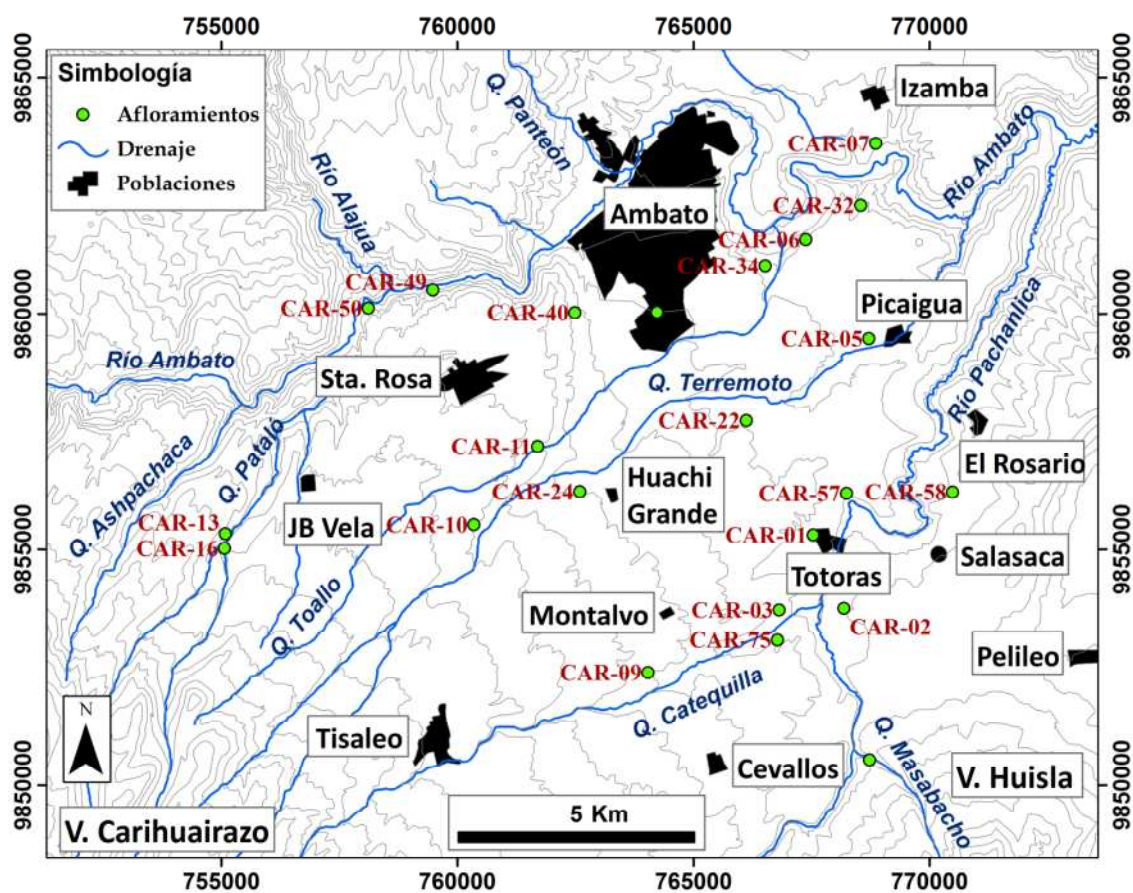 755000
760000
765000
770000
9865000
9860000
9855000
9850000
9865000
9860000
9855000
9850000
Simbología
Afloramientos
Drenaje
Poblaciones
Q. Panteón
Izamba
CAR-07
Río Ambato
Río Alajua
Ambato
CAR-32
CAR-06
CAR-34
CAR-49
CAR-50
CAR-40
Picaigua
CAR-05
Río Pachanlica
Río Ambato
Sta. Rosa
Q. Terremoto
CAR-22
CAR-11
El Rosario
Q. Ashpachaca
Q. Pataló
CAR-24
Huachi
Grande
CAR-57
CAR-58
JB Vela
CAR-13
CAR-16
CAR-10
CAR-01
Salasaca
Totoras
Q. Toallo
Montalvo
CAR-03
CAR-02
CAR-75
Pelileo
CAR-09
Q. Catequilla
N
Tisaleo
Cevallos
Q. Masabacho
V. Huisla
V. Carihuairazo
5 Km
755000
760000
765000
770000